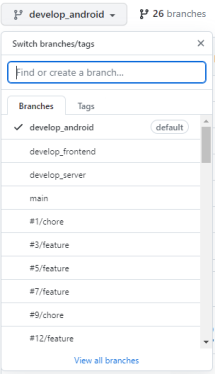 develop_android
26 branches
Switch branches/tags
Find or create a branch...
Branches
Tags
develop_android
default
develop_frontend
develop_server
main
#1/chore
#3/feature
#5/feature
#7/feature
#9/chore
#12/feature
View all branches